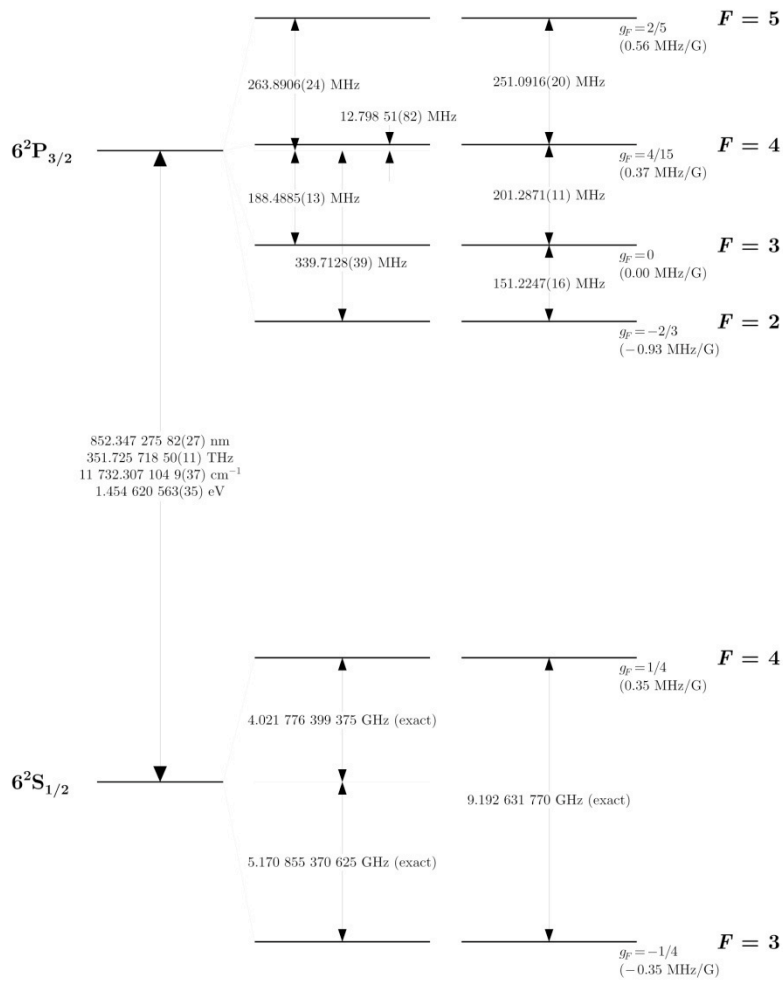 g_F = 2/5
F = 5
(0.56 MHz/G)
263.8906(24) MHz
251.0916(20) MHz
12.798 51(82) MHz
6²P₃/₂
g_F = 4/15
F = 4
(0.37 MHz/G)
188.4885(13) MHz
201.2871(11) MHz
g_F = 0
F = 3
339.7128(39) MHz
(0.00 MHz/G)
151.2247(16) MHz
g_F = −2/3
F = 2
(−0.93 MHz/G)
852.347 275 82(27) nm
351.725 718 50(11) THz
11 732.307 104 9(37) cm⁻¹
1.454 620 563(35) eV
g_F = 1/4
F = 4
(0.35 MHz/G)
4.021 776 399 375 GHz (exact)
6²S₁/₂
9.192 631 770 GHz (exact)
5.170 855 370 625 GHz (exact)
g_F = −1/4
F = 3
(−0.35 MHz/G)